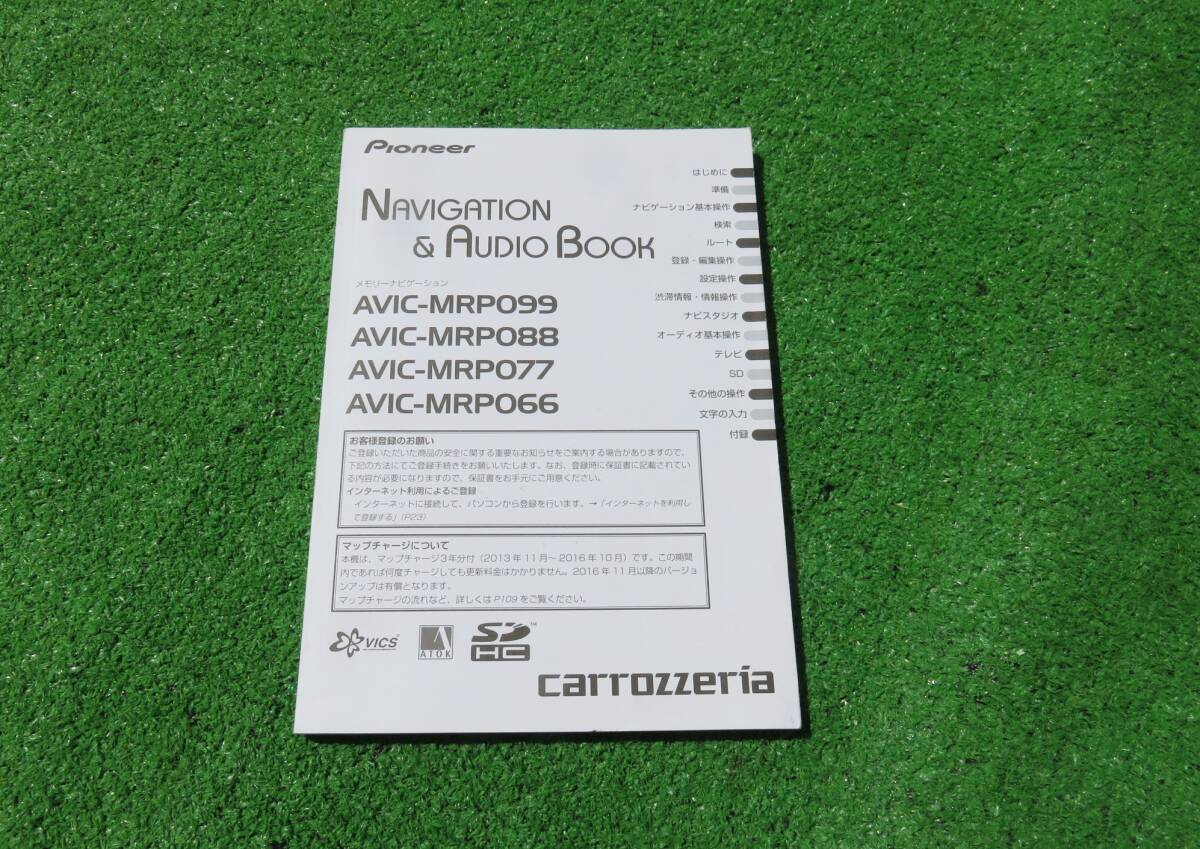 Pioneer
NAVIGATION
& AUDIO BOOK
メモリーナビゲーション
AVIC-MRP099
AVIC-MRP088
AVIC-MRP077
AVIC-MRP066
はじめに
準備
ナビゲーション基本操作
検索
ルート
登録・編集操作
設定操作
渋滞情報・情報操作
ナビスタジオ
オーディオ基本操作
テレビ
SD
その他の操作
文字の入力
付録
お客様登録のお願い
ご登録いただいた商品の安全に関する重要なお知らせをご案内する場合がありますので、
下記の方法にてご登録手続きをお願いいたします。なお、登録時に保証書に記載されてい
る内容が必要になりますので、保証書をお手元にご用意ください。
インターネット利用によるご登録
インターネットに接続して、パソコンから登録を行います。→「インターネットを利用し
て登録する」(P23)
マップチャージについて
本機は、マップチャージ3年分付(2013年11月～2016年10月)です。この期間
内であれば何度チャージしても更新料金はかかりません。2016年11月以降のバージョ
ンアップは有償となります。
マップチャージの流れなど、詳しくはP109をご覧ください。
VICS
ATOK
SD™
HC
carrozzeria